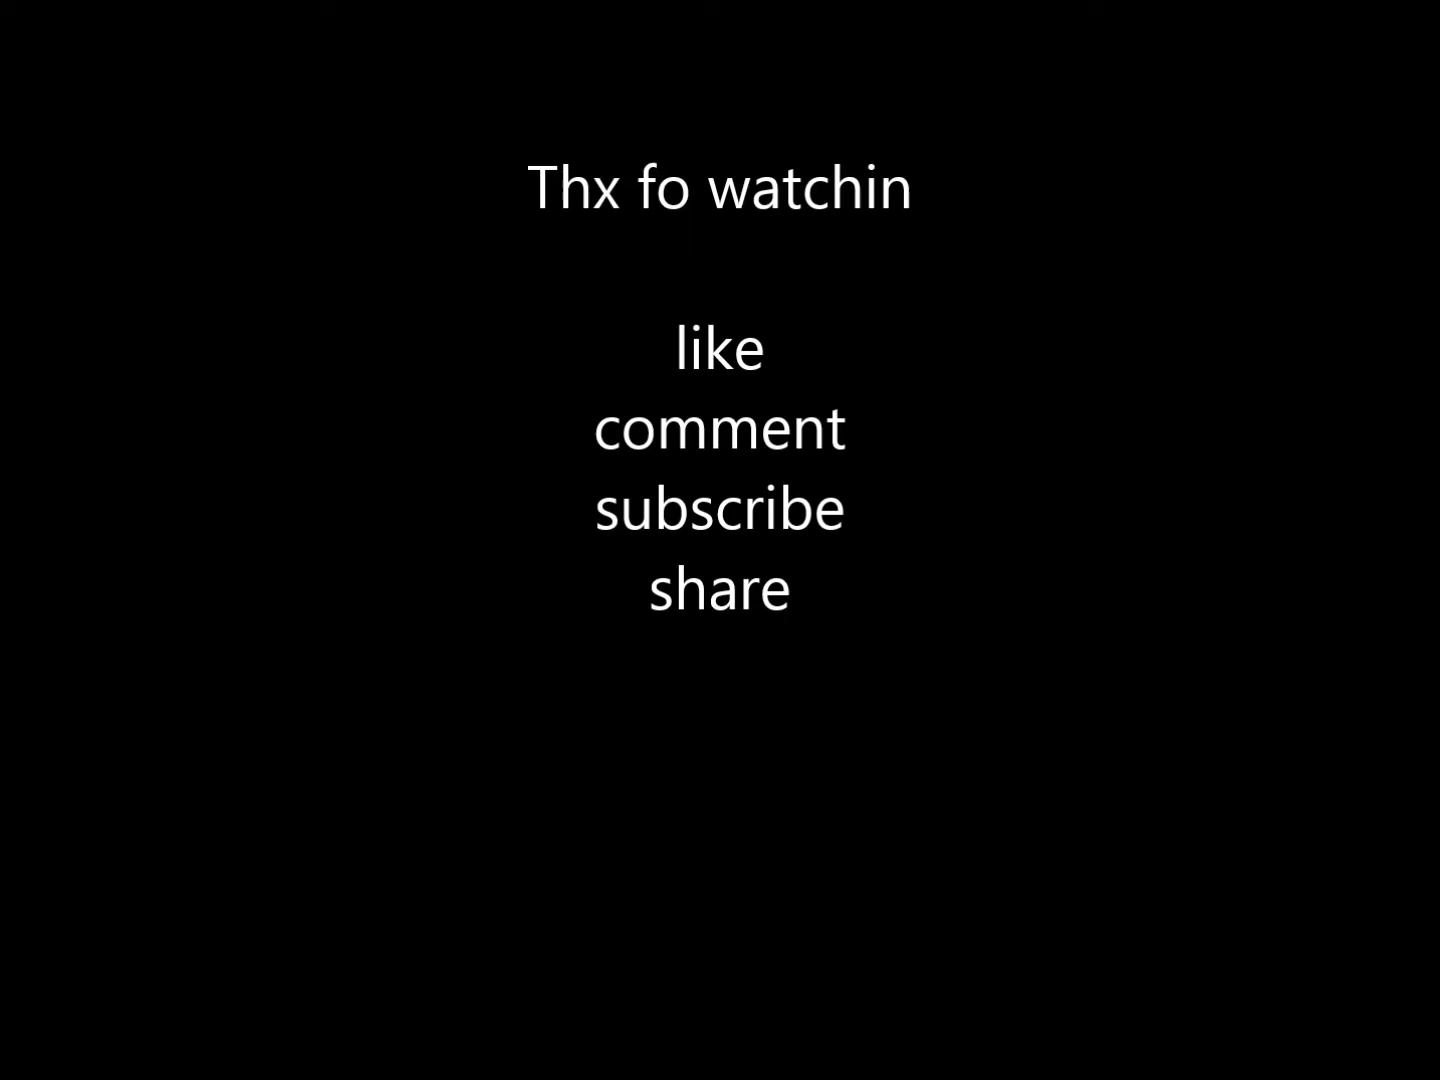 Thx fo watchin
like
comment
subscribe
share